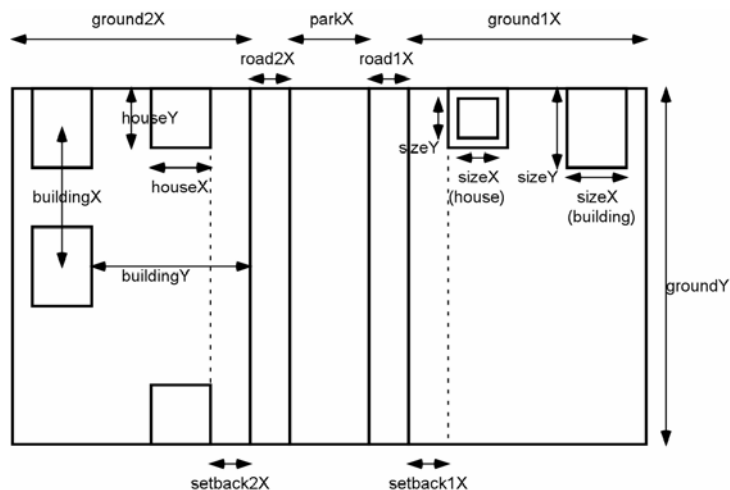 ground2X
parkX
ground1X
road2X
road1X
houseY
sizeY
houseX
sizeX
(house)
sizeY
sizeX
(building)
buildingX
buildingY
groundY
setback2X
setback1X